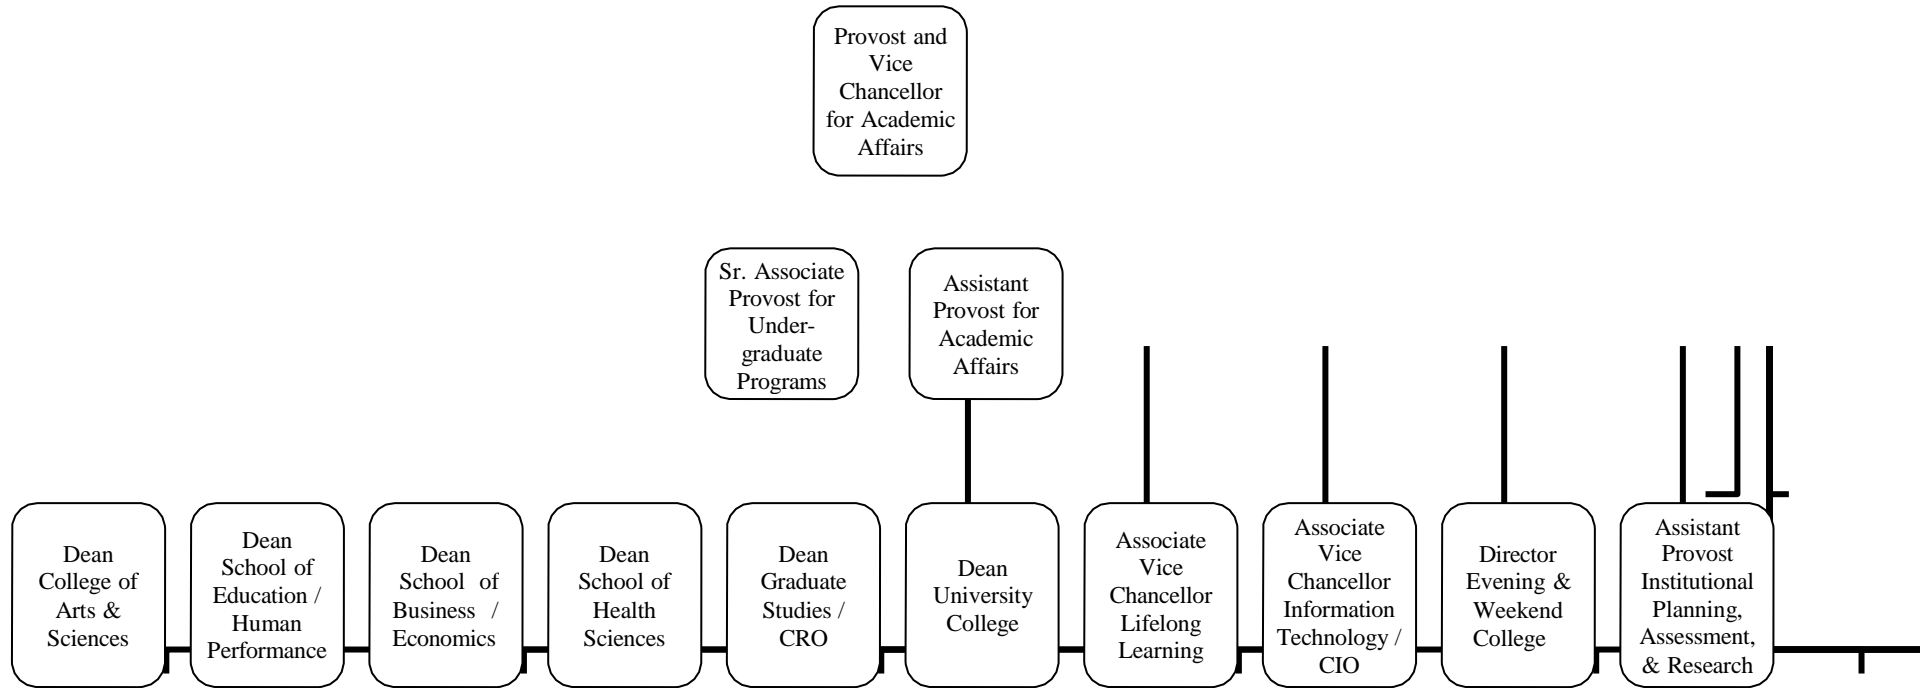 Provost and
Vice
Chancellor
for Academic
Affairs
Sr. Associate
Provost for
Under-
graduate
Programs
Assistant
Provost for
Academic
Affairs
Dean
College of
Arts &
Sciences
Dean
School of
Education /
Human
Performance
Dean
School of
Business /
Economics
Dean
School of
Health
Sciences
Dean
Graduate
Studies /
CRO
Dean
University
College
Associate
Vice
Chancellor
Lifelong
Learning
Associate
Vice
Chancellor
Information
Technology /
CIO
Director
Evening &
Weekend
College
Assistant
Provost
Institutional
Planning,
Assessment,
& Research